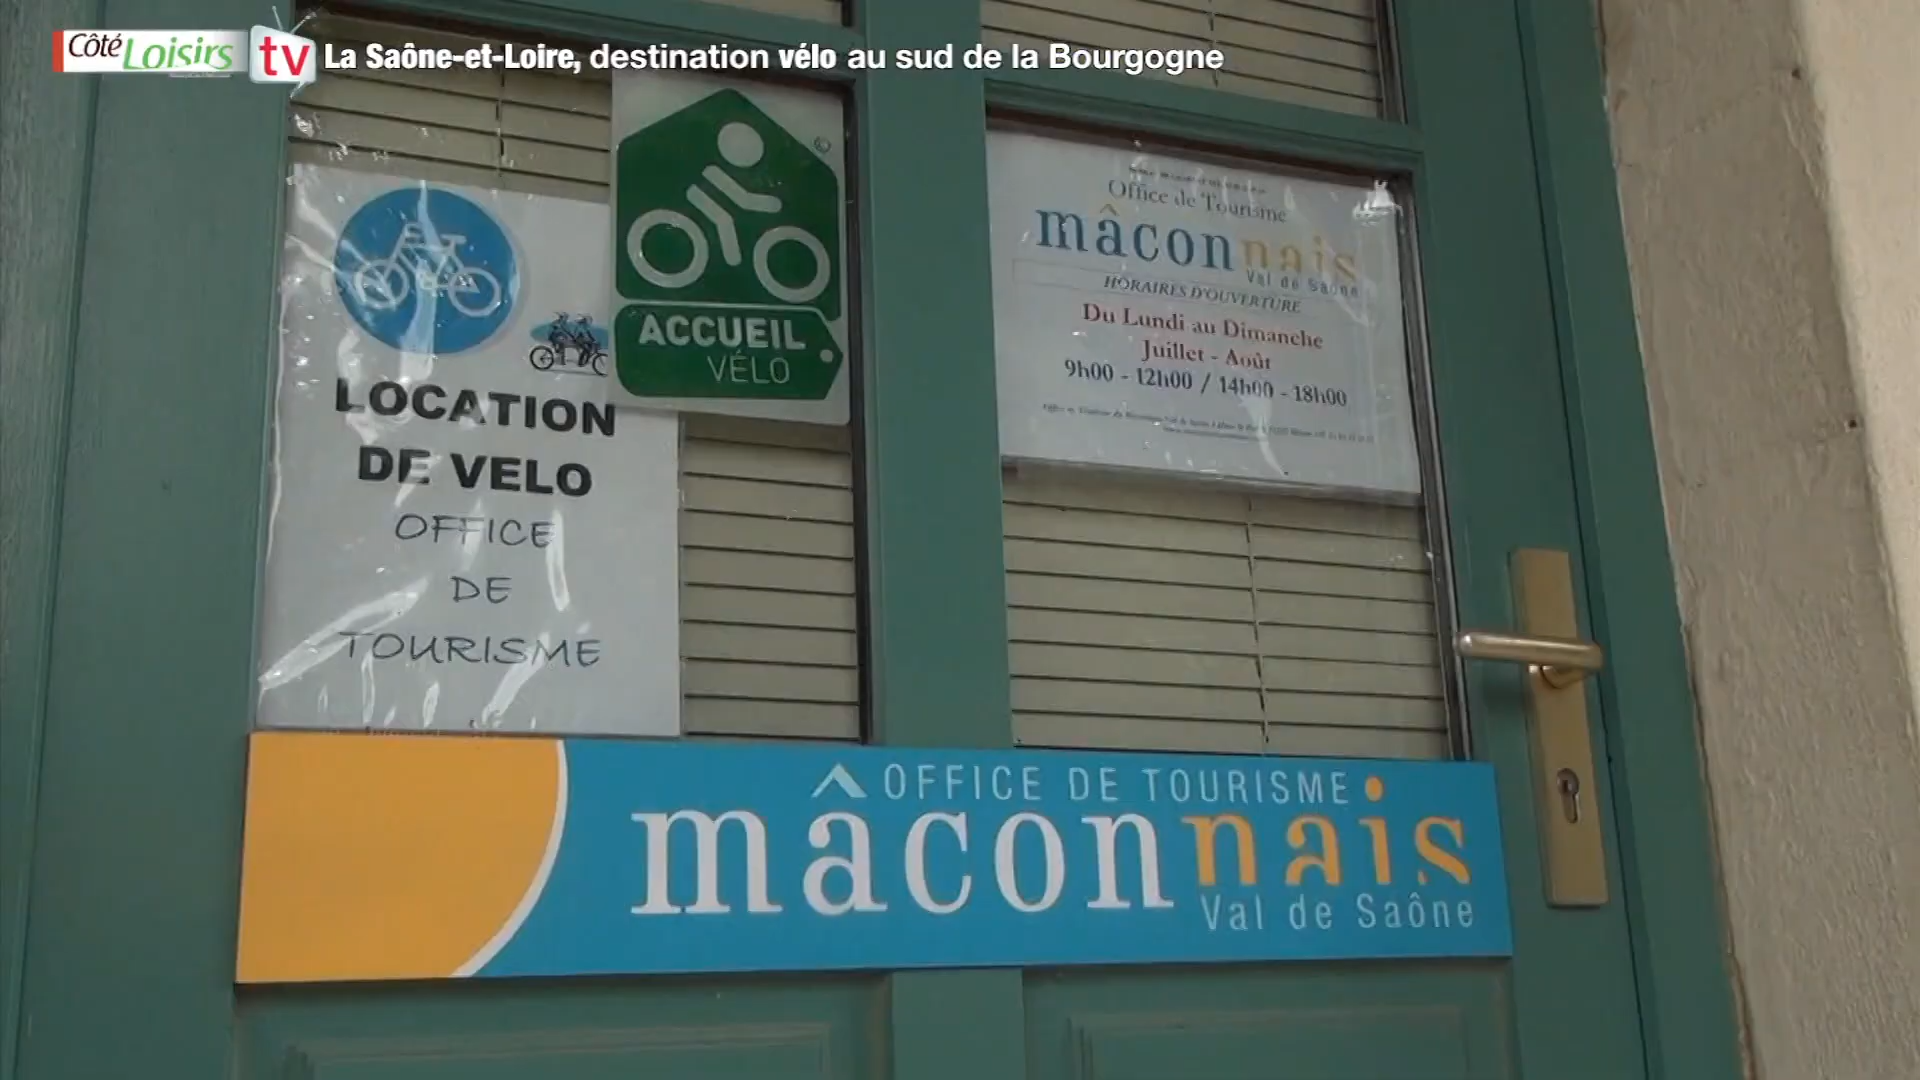 Côté Loisirs tv La Saône-et-Loire, destination vélo au sud de la Bourgogne
LOCATION
DE VELO
OFFICE
DE
TOURISME
©
ACCUEIL
VÉLO
Office de Tourisme
mâconnais
Val de Saône
HORAIRES D'OUVERTURE
Du Lundi au Dimanche
Juillet - Août
9h00 - 12h00 / 14h00 - 18h00
OFFICE DE TOURISME
mâconnais
Val de Saône